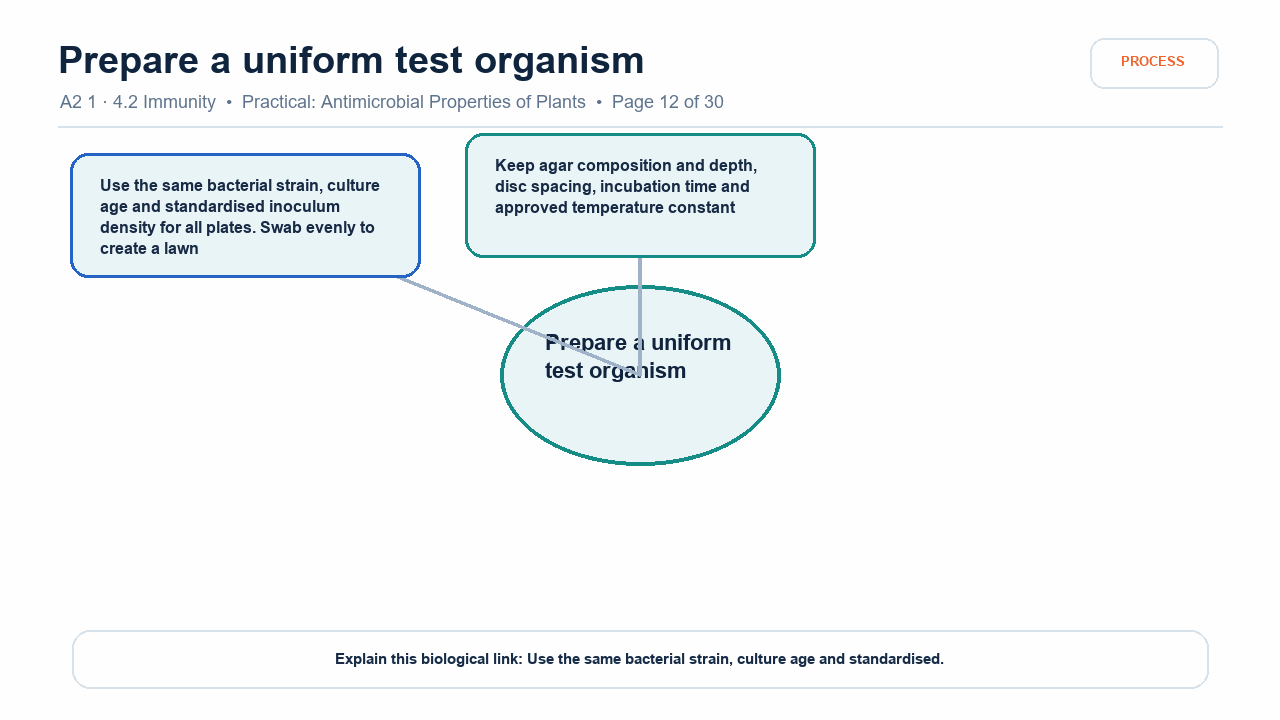 Prepare a uniform test organism
PROCESS
A2 1 · 4.2 Immunity • Practical: Antimicrobial Properties of Plants • Page 12 of 30
Use the same bacterial strain, culture
age and standardised inoculum
density for all plates. Swab evenly to
create a lawn
Keep agar composition and depth,
disc spacing, incubation time and
approved temperature constant
Prepare a uniform
test organism
Explain this biological link: Use the same bacterial strain, culture age and standardised.